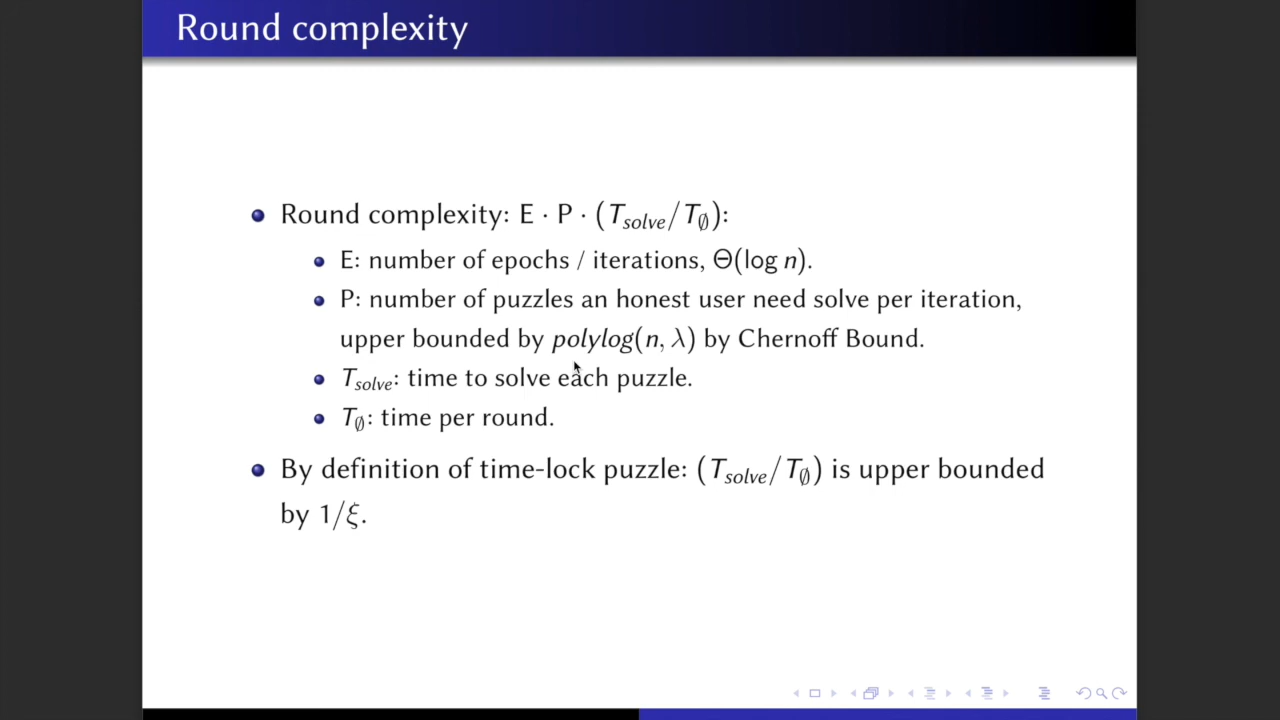 Round complexity
Round complexity: E · P · (T_solve/T_∅):
E: number of epochs / iterations, Θ(log n).
P: number of puzzles an honest user need solve per iteration,
upper bounded by polylog(n, λ) by Chernoff Bound.
T_solve: time to solve each puzzle.
T_∅: time per round.
By definition of time-lock puzzle: (T_solve/T_∅) is upper bounded
by 1/ξ.